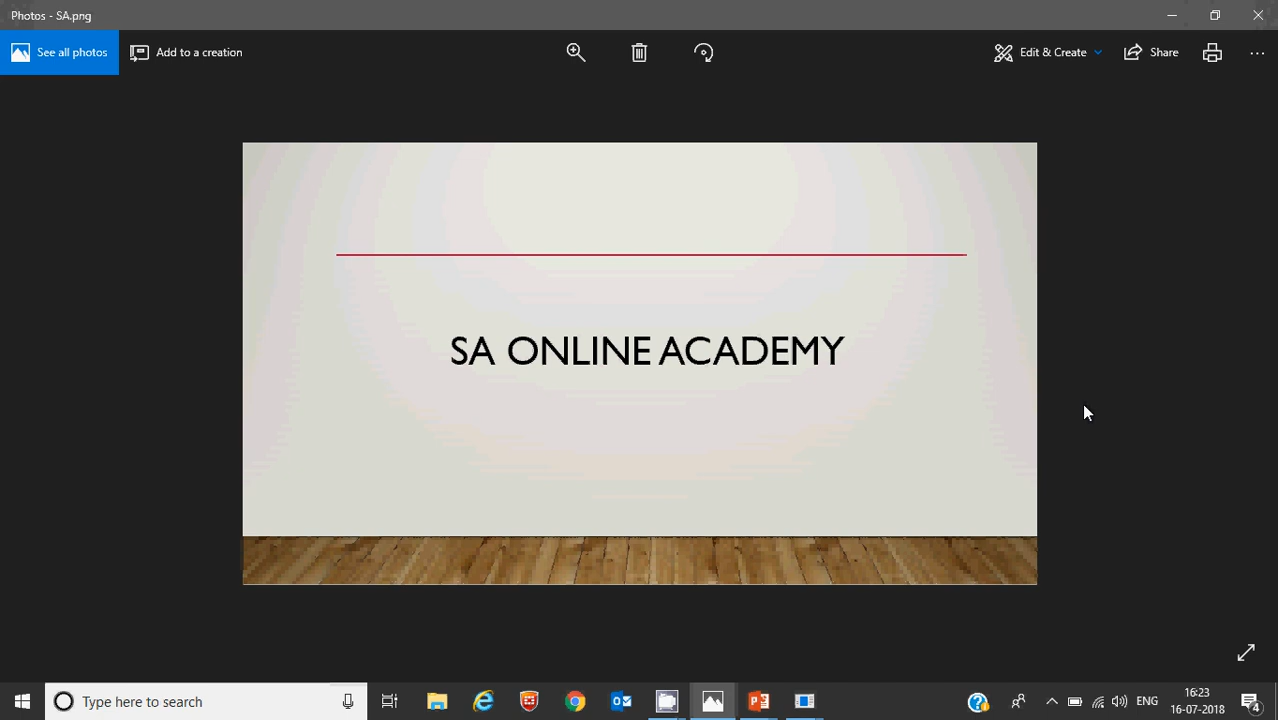 Photos - SA.png
See all photos
Add to a creation
Edit & Create
Share
SA ONLINE ACADEMY
Type here to search
ENG
16:23
16-07-2018
4